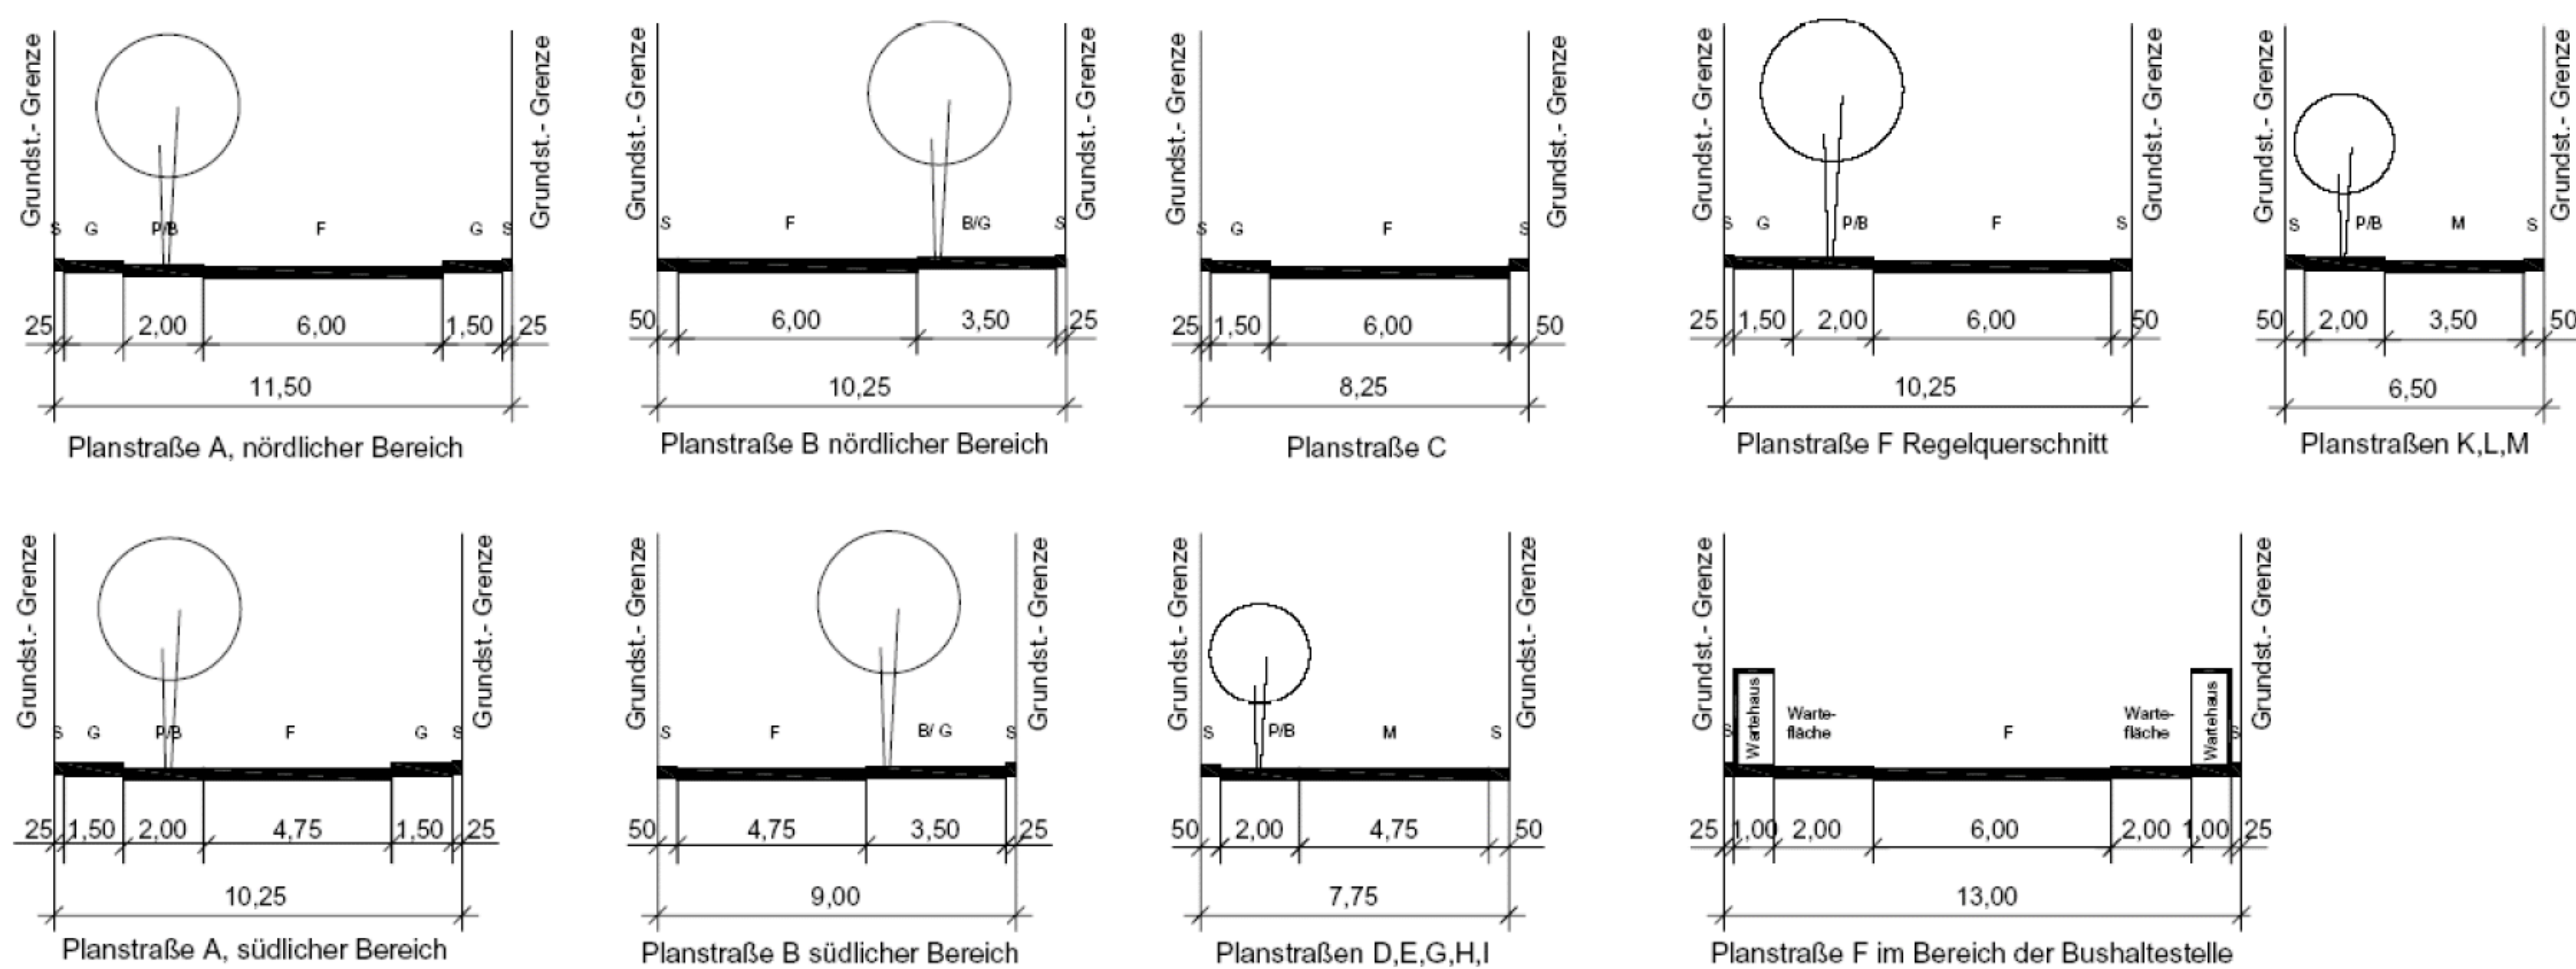 Grundst.- Grenze
Grundst.- Grenze
S G P/B F G S
25 2,00 6,00 1,50 25
11,50
Planstraße A, nördlicher Bereich
Grundst.- Grenze
Grundst.- Grenze
S F B/G S
50 6,00 3,50 25
10,25
Planstraße B nördlicher Bereich
Grundst.- Grenze
Grundst.- Grenze
S G F S
25 1,50 6,00 50
8,25
Planstraße C
Grundst.- Grenze
Grundst.- Grenze
S G P/B F S
25 1,50 2,00 6,00 50
10,25
Planstraße F Regelquerschnitt
Grundst.- Grenze
Grundst.- Grenze
S P/B M S
50 2,00 3,50 50
6,50
Planstraßen K,L,M
Grundst.- Grenze
Grundst.- Grenze
S G P/B F G S
25 1,50 2,00 4,75 1,50 25
10,25
Planstraße A, südlicher Bereich
Grundst.- Grenze
Grundst.- Grenze
S F B/ G S
50 4,75 3,50 25
9,00
Planstraße B südlicher Bereich
Grundst.- Grenze
Grundst.- Grenze
S P/B M S
50 2,00 4,75 50
7,75
Planstraßen D,E,G,H,I
Grundst.- Grenze
Grundst.- Grenze
Wartehaus
Wartehaus
Warte-
fläche
Warte-
fläche
S F S
25 1,00 2,00 6,00 2,00 1,00 25
13,00
Planstraße F im Bereich der Bushaltestelle